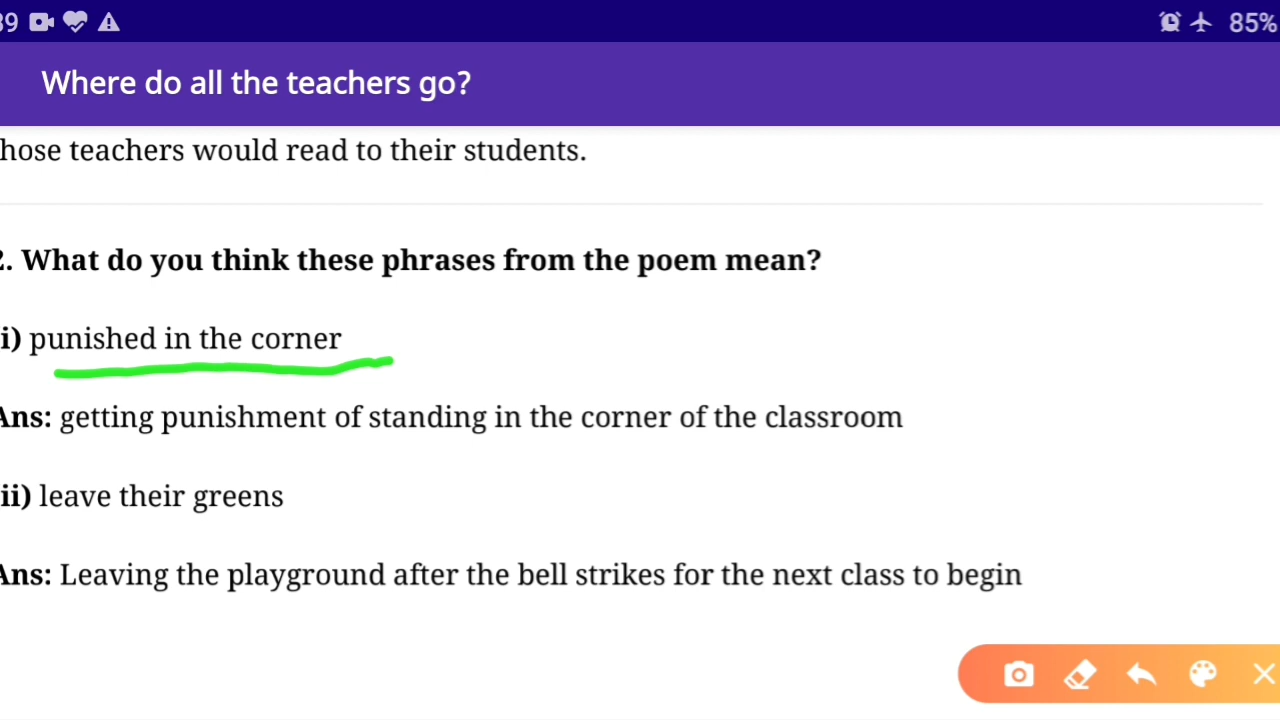 39 85%
Where do all the teachers go?
hose teachers would read to their students.
2. What do you think these phrases from the poem mean?
i) punished in the corner
Ans: getting punishment of standing in the corner of the classroom
ii) leave their greens
Ans: Leaving the playground after the bell strikes for the next class to begin